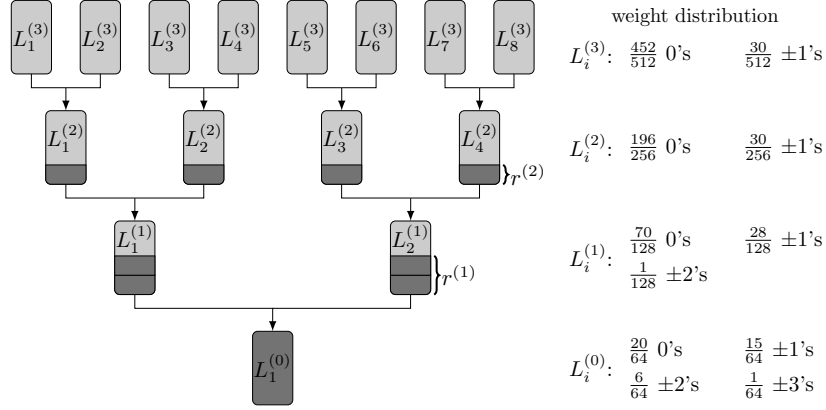 weight distribution
L_1^{(3)} L_2^{(3)} L_3^{(3)} L_4^{(3)} L_5^{(3)} L_6^{(3)} L_7^{(3)} L_8^{(3)}
L_i^{(3)}: 452/512 0's 30/512 ±1's
L_1^{(2)} L_2^{(2)} L_3^{(2)} L_4^{(2)}
r^{(2)}
L_i^{(2)}: 196/256 0's 30/256 ±1's
L_1^{(1)} L_2^{(1)}
r^{(1)}
L_i^{(1)}: 70/128 0's 28/128 ±1's
1/128 ±2's
L_1^{(0)}
L_i^{(0)}: 20/64 0's 15/64 ±1's
6/64 ±2's 1/64 ±3's